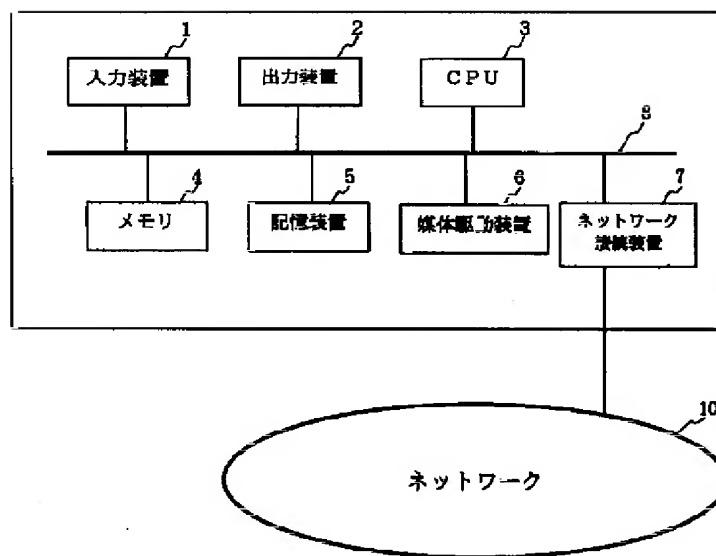 1
2
3
入力装置
出力装置
CPU
8
4
5
6
7
メモリ
記憶装置
媒体駆動装置
ネットワーク
接続装置
10
ネットワーク